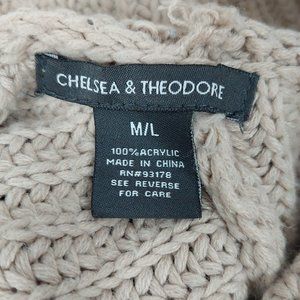 CHELSEA & THEODORE
M/L
100% ACRYLIC
MADE IN CHINA
RN#93178
SEE REVERSE
FOR CARE